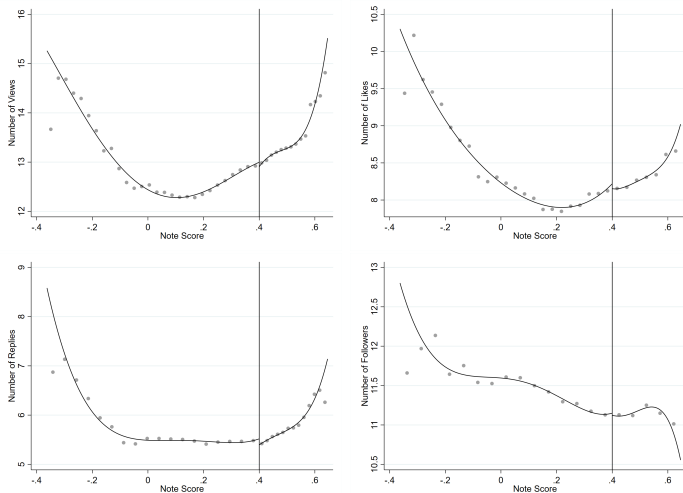 Number of Views
16
15
14
13
12
-.4 -.2 0 .2 .4 .6
Note Score
Number of Likes
10.5
10
9.5
9
8.5
8
-.4 -.2 0 .2 .4 .6
Note Score
Number of Replies
9
8
7
6
5
-.4 -.2 0 .2 .4 .6
Note Score
Number of Followers
13
12.5
12
11.5
11
10.5
-.4 -.2 0 .2 .4 .6
Note Score